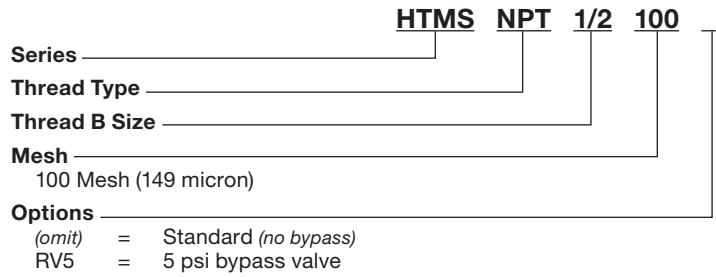 HTMS NPT 1/2 100
Series
Thread Type
Thread B Size
Mesh
100 Mesh (149 micron)
Options
(omit) = Standard (no bypass)
RV5 = 5 psi bypass valve